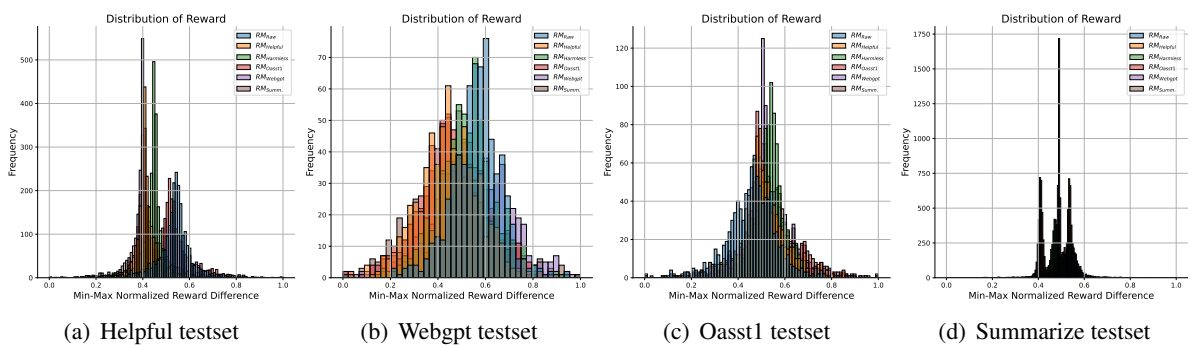 Distribution of Reward
Frequency
500
400
300
200
100
0
0.0 0.2 0.4 0.6 0.8 1.0
Min-Max Normalized Reward Difference
RM_Raw
RM_Helpful
RM_Harmless
RM_Oasst1
RM_Webgpt
RM_Summ.
(a) Helpful testset
Distribution of Reward
Frequency
70
60
50
40
30
20
10
0
0.0 0.2 0.4 0.6 0.8 1.0
Min-Max Normalized Reward Difference
RM_Raw
RM_Helpful
RM_Harmless
RM_Oasst1
RM_Webgpt
RM_Summ.
(b) Webgpt testset
Distribution of Reward
Frequency
120
100
80
60
40
20
0
0.0 0.2 0.4 0.6 0.8 1.0
Min-Max Normalized Reward Difference
RM_Raw
RM_Helpful
RM_Harmless
RM_Oasst1
RM_Webgpt
RM_Summ.
(c) Oasst1 testset
Distribution of Reward
Frequency
1750
1500
1250
1000
750
500
250
0
0.0 0.2 0.4 0.6 0.8 1.0
Min-Max Normalized Reward Difference
RM_Raw
RM_Helpful
RM_Harmless
RM_Oasst1
RM_Webgpt
RM_Summ.
(d) Summarize testset